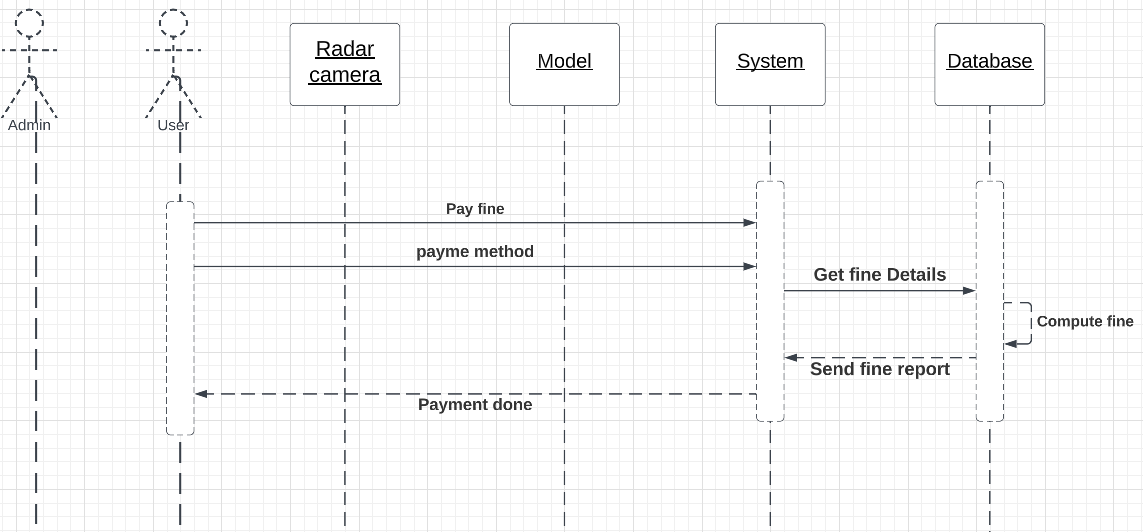 Admin
User
Radar
camera
Model
System
Database
Pay fine
payme method
Get fine Details
Compute fine
Send fine report
Payment done